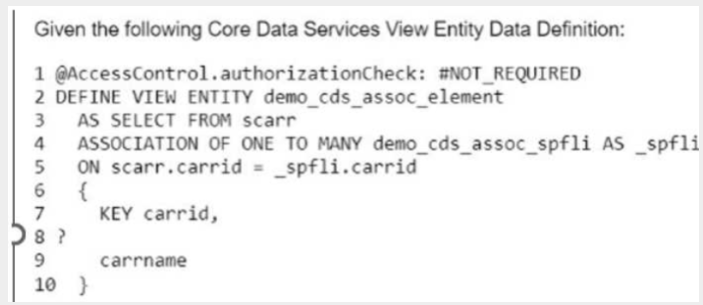 Given the following Core Data Services View Entity Data Definition:
1 @AccessControl.authorizationCheck: #NOT_REQUIRED
2 DEFINE VIEW ENTITY demo_cds_assoc_element
3 AS SELECT FROM scarr
4 ASSOCIATION OF ONE TO MANY demo_cds_assoc_spfli AS _spfli
5 ON scarr.carrid = _spfli.carrid
6 {
7 KEY carrid,
8 ?
9 carrname
10 }